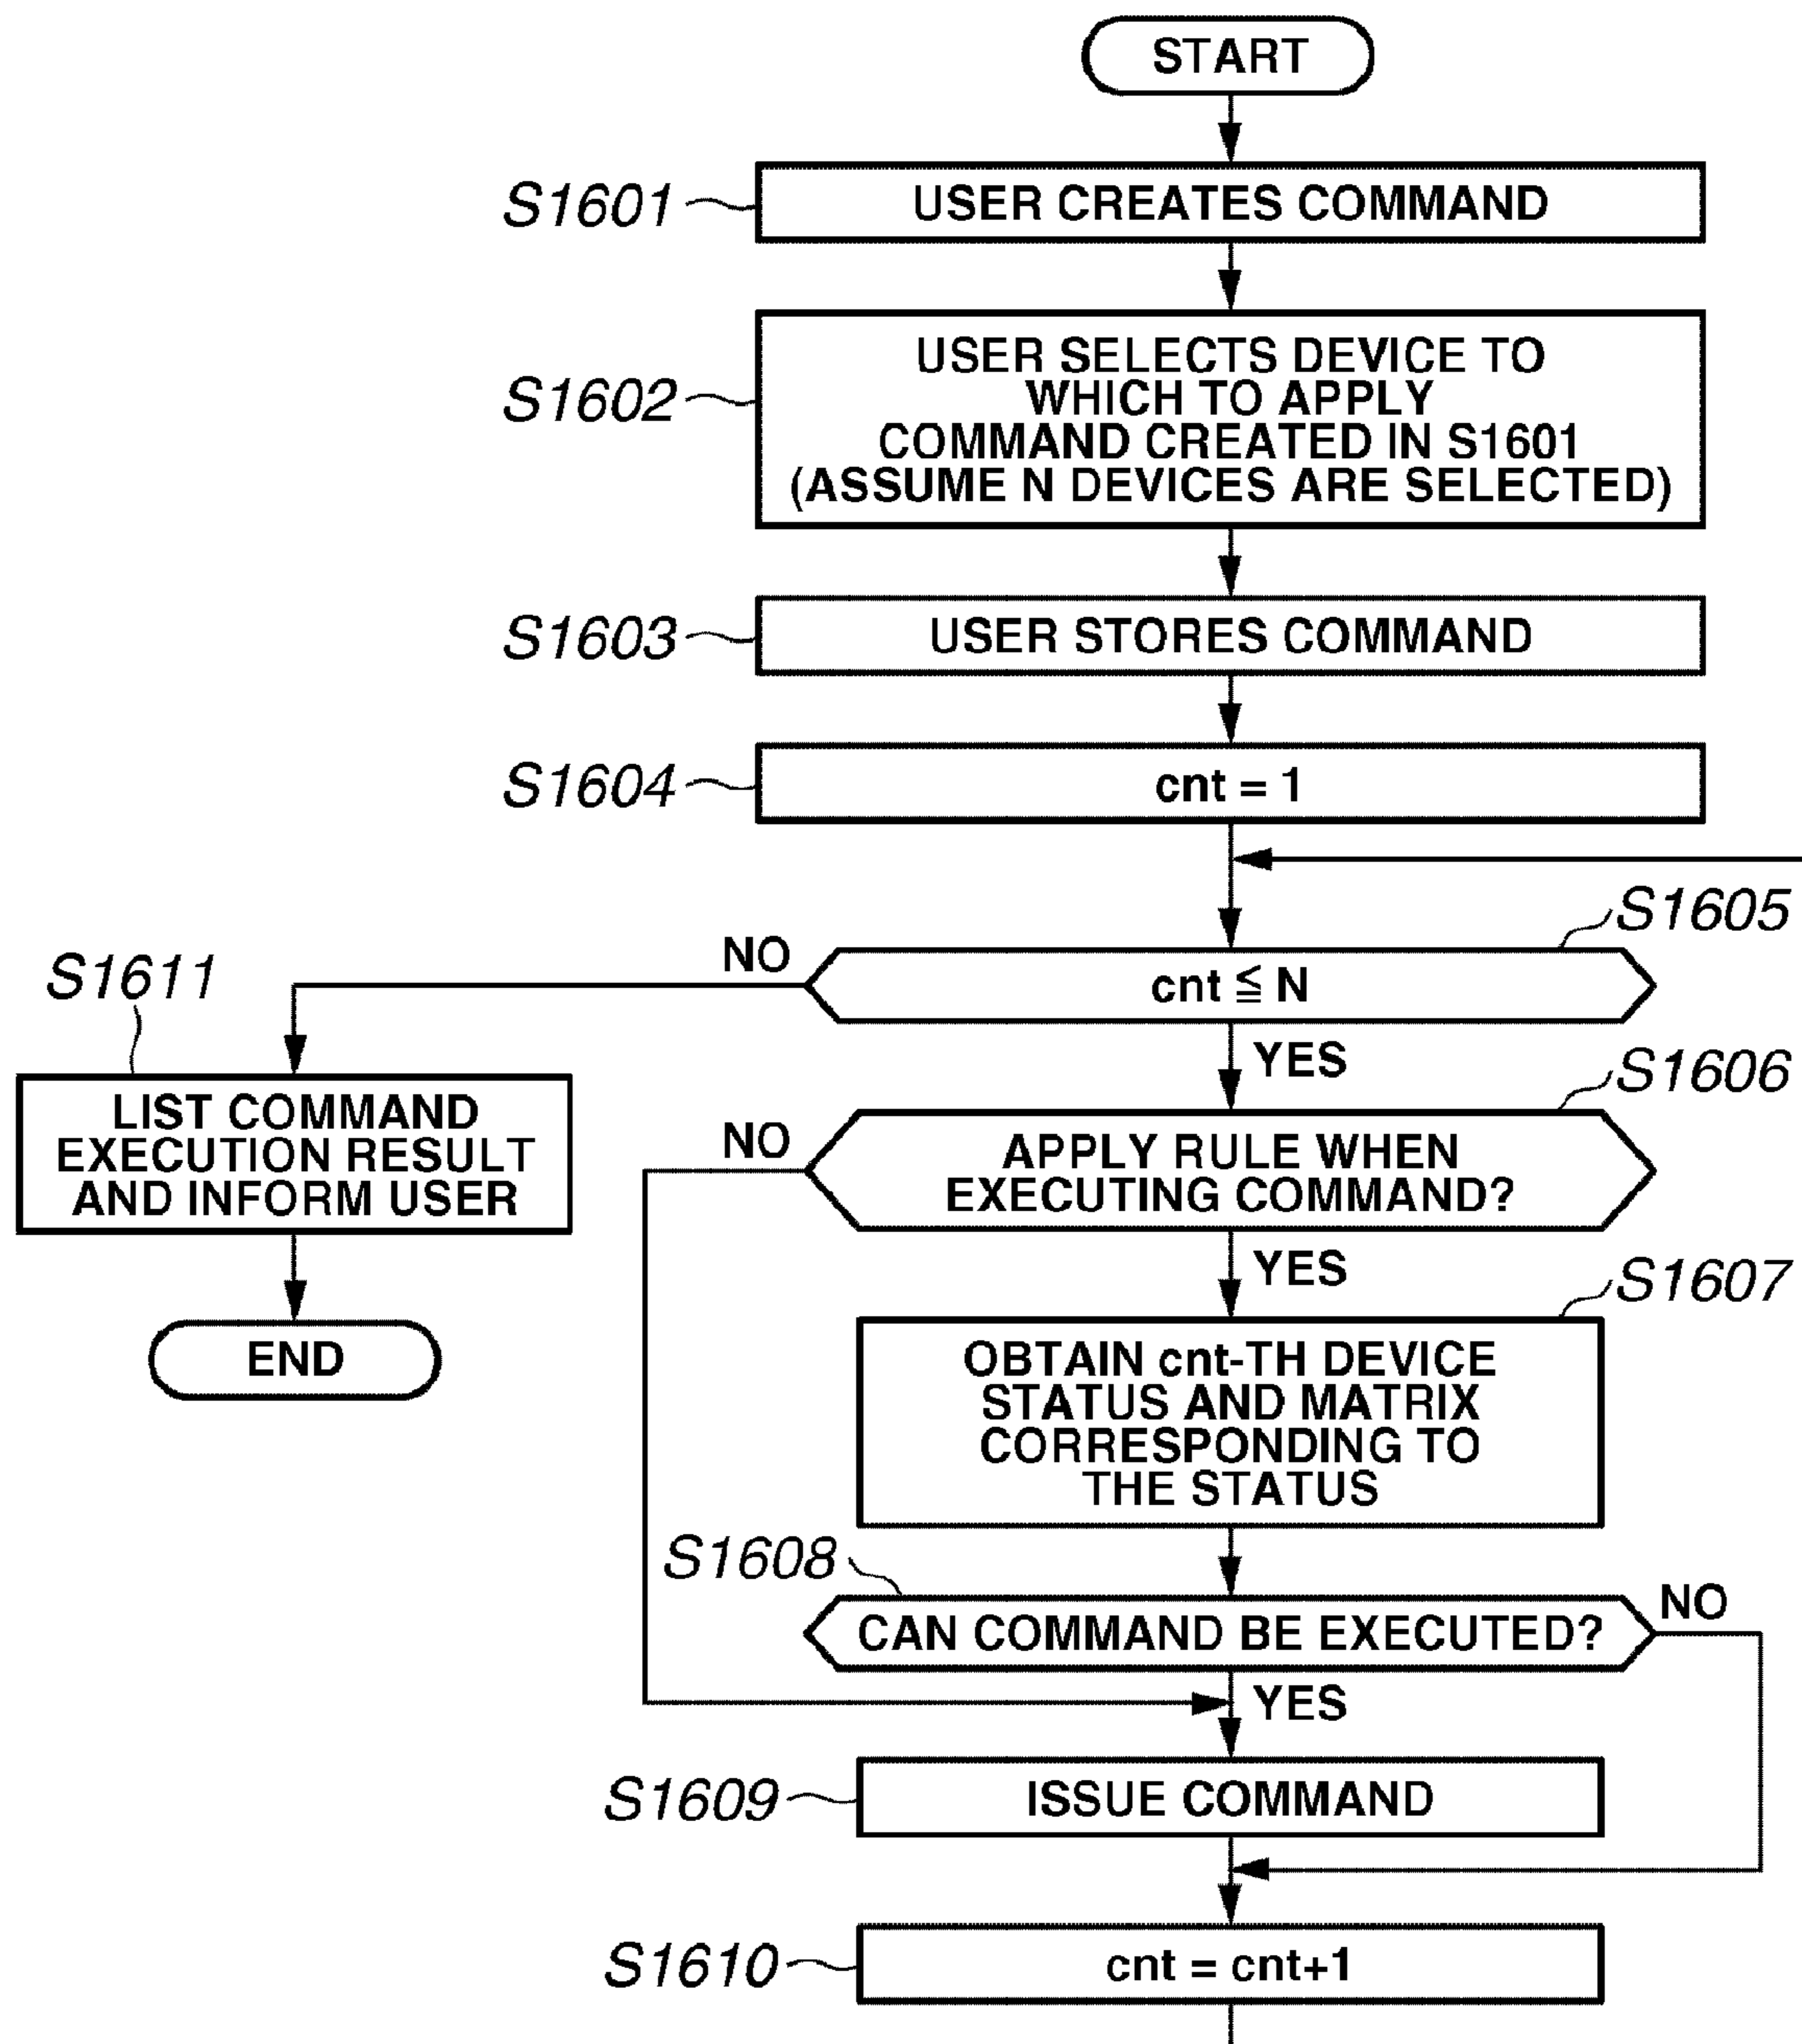 START
S1601
USER CREATES COMMAND
S1602
USER SELECTS DEVICE TO
WHICH TO APPLY
COMMAND CREATED IN S1601
(ASSUME N DEVICES ARE SELECTED)
S1603
USER STORES COMMAND
S1604
cnt = 1
S1605
NO
cnt ≦ N
S1611
YES
LIST COMMAND
EXECUTION RESULT
AND INFORM USER
END
S1606
NO
APPLY RULE WHEN
EXECUTING COMMAND?
YES
S1607
OBTAIN cnt-TH DEVICE
STATUS AND MATRIX
CORRESPONDING TO
THE STATUS
S1608
CAN COMMAND BE EXECUTED?
NO
YES
S1609
ISSUE COMMAND
S1610
cnt = cnt+1